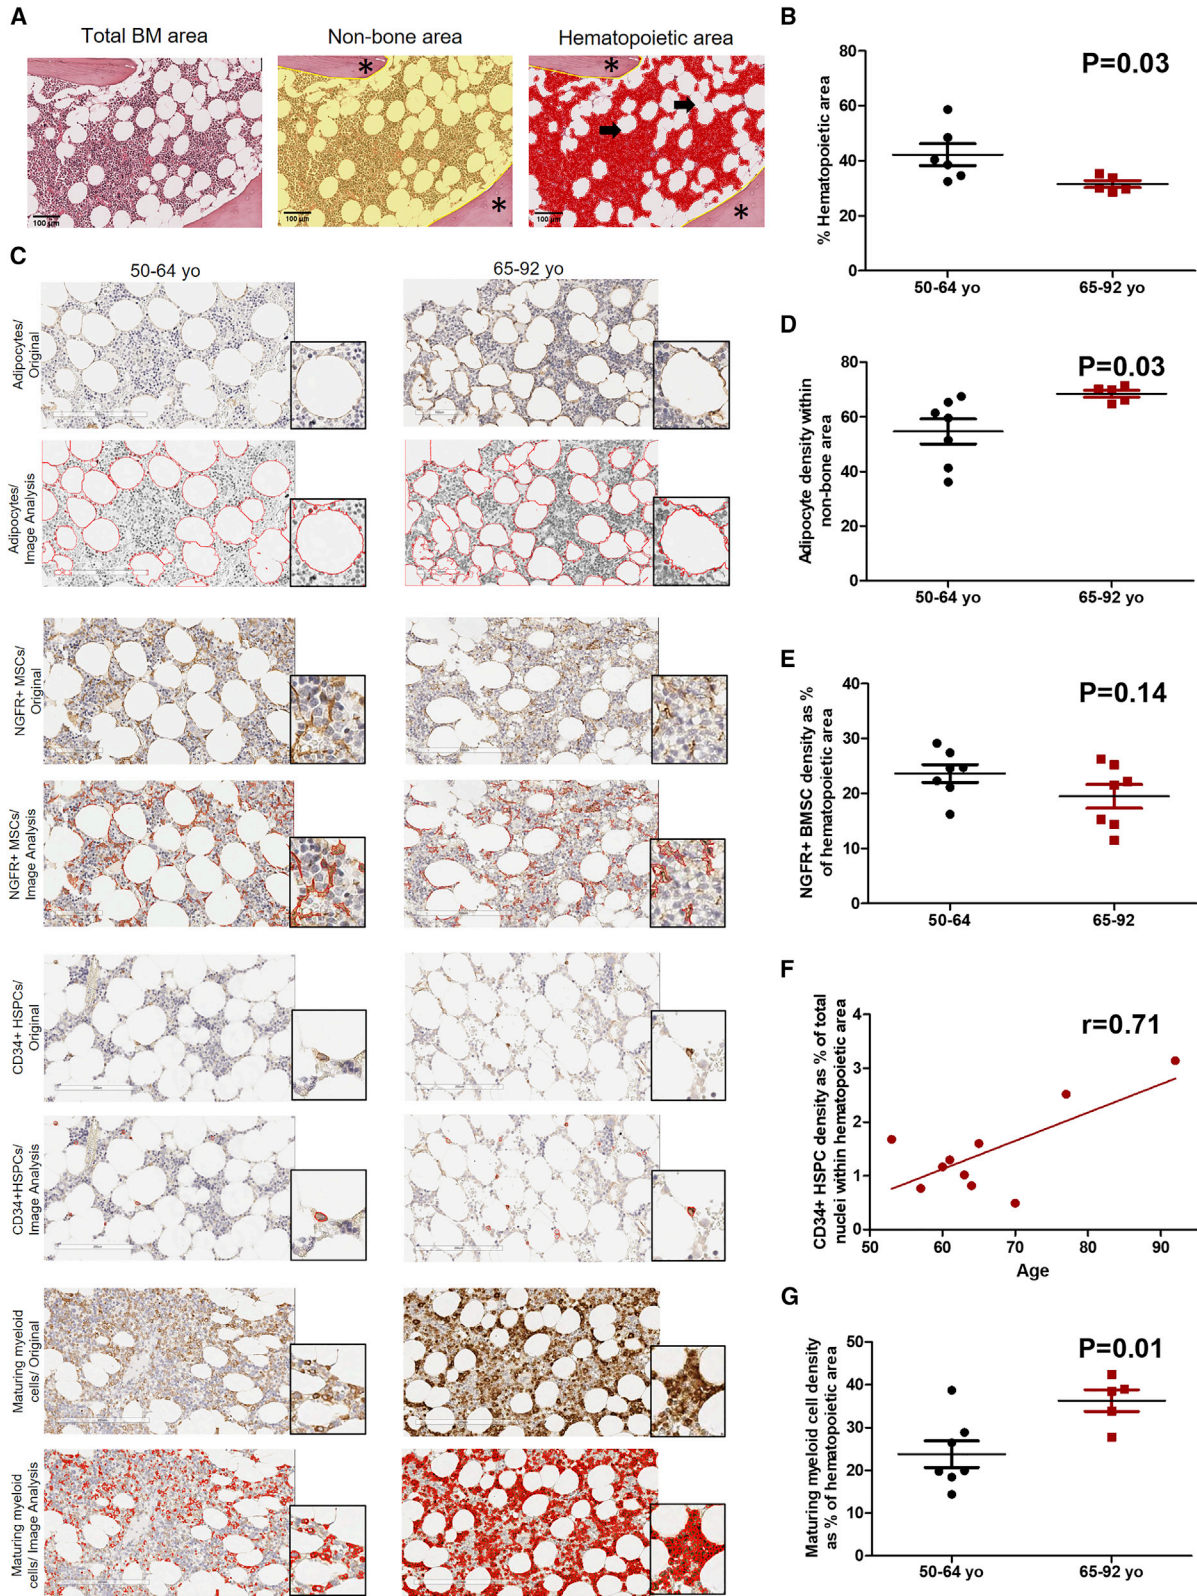 A
Total BM area
Non-bone area
Hematopoietic area
*
*
*
*
100 μm
100 μm
100 μm
B
P=0.03
% Hematopoietic area
80
60
40
20
0
50-64 yo
65-92 yo
C
50-64 yo
65-92 yo
Adipocytes/
Original
Adipocytes/
Image Analysis
NGFR+ MSCs/
Original
NGFR+ MSCs/
Image Analysis
CD34+ HSPCs/
Original
CD34+HSPCs/
Image Analysis
Maturing myeloid
cells/ Original
Maturing myeloid
cells/ Image Analysis
D
P=0.03
Adipocyte density within
non-bone area
80
60
40
20
0
50-64 yo
65-92 yo
E
P=0.14
NGFR+ BMSC density as %
of hematopoietic area
40
30
20
10
0
50-64
65-92
F
r=0.71
CD34+ HSPC density as % of total
nuclei within hematopoietic area
4
3
2
1
0
50
60
70
80
90
Age
G
P=0.01
Maturing myeloid cell density
as % of hematopoietic area
50
40
30
20
10
0
50-64 yo
65-92 yo